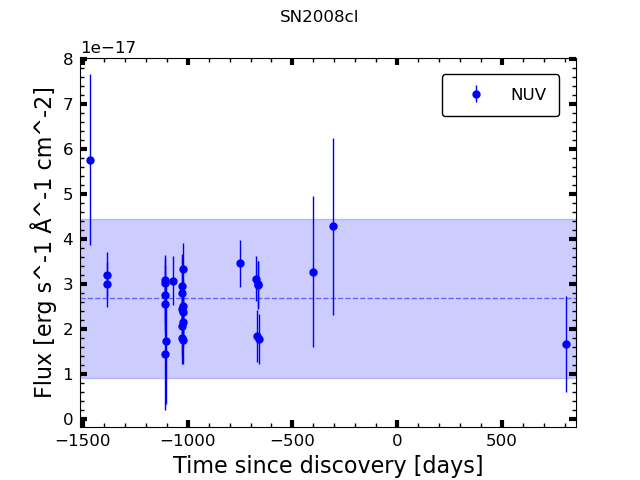 SN2008cl
1e−17
8
7
6
5
4
3
2
1
0
Flux [erg s^-1 Å^-1 cm^-2]
NUV
−1500 −1000 −500 0 500
Time since discovery [days]